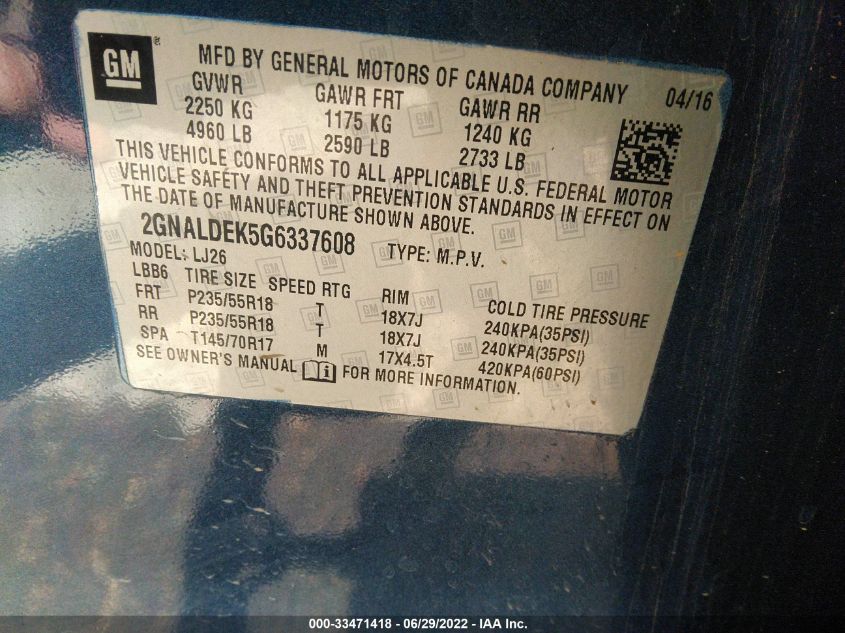 GM ®
MFD BY GENERAL MOTORS OF CANADA COMPANY 04/16
GVWR GAWR FRT GAWR RR
2250 KG 1175 KG 1240 KG
4960 LB 2590 LB 2733 LB
THIS VEHICLE CONFORMS TO ALL APPLICABLE U.S. FEDERAL MOTOR
VEHICLE SAFETY AND THEFT PREVENTION STANDARDS IN EFFECT ON
THE DATE OF MANUFACTURE SHOWN ABOVE.
2GNALDEK5G6337608 TYPE: M.P.V.
MODEL: LJ26
LBB6 TIRE SIZE SPEED RTG RIM COLD TIRE PRESSURE
FRT P235/55R18 T 18X7J 240KPA(35PSI)
RR P235/55R18 T 18X7J 240KPA(35PSI)
SPA T145/70R17 M 17X4.5T 420KPA(60PSI)
SEE OWNER'S MANUAL FOR MORE INFORMATION.
000-33471418 - 06/29/2022 - IAA Inc.